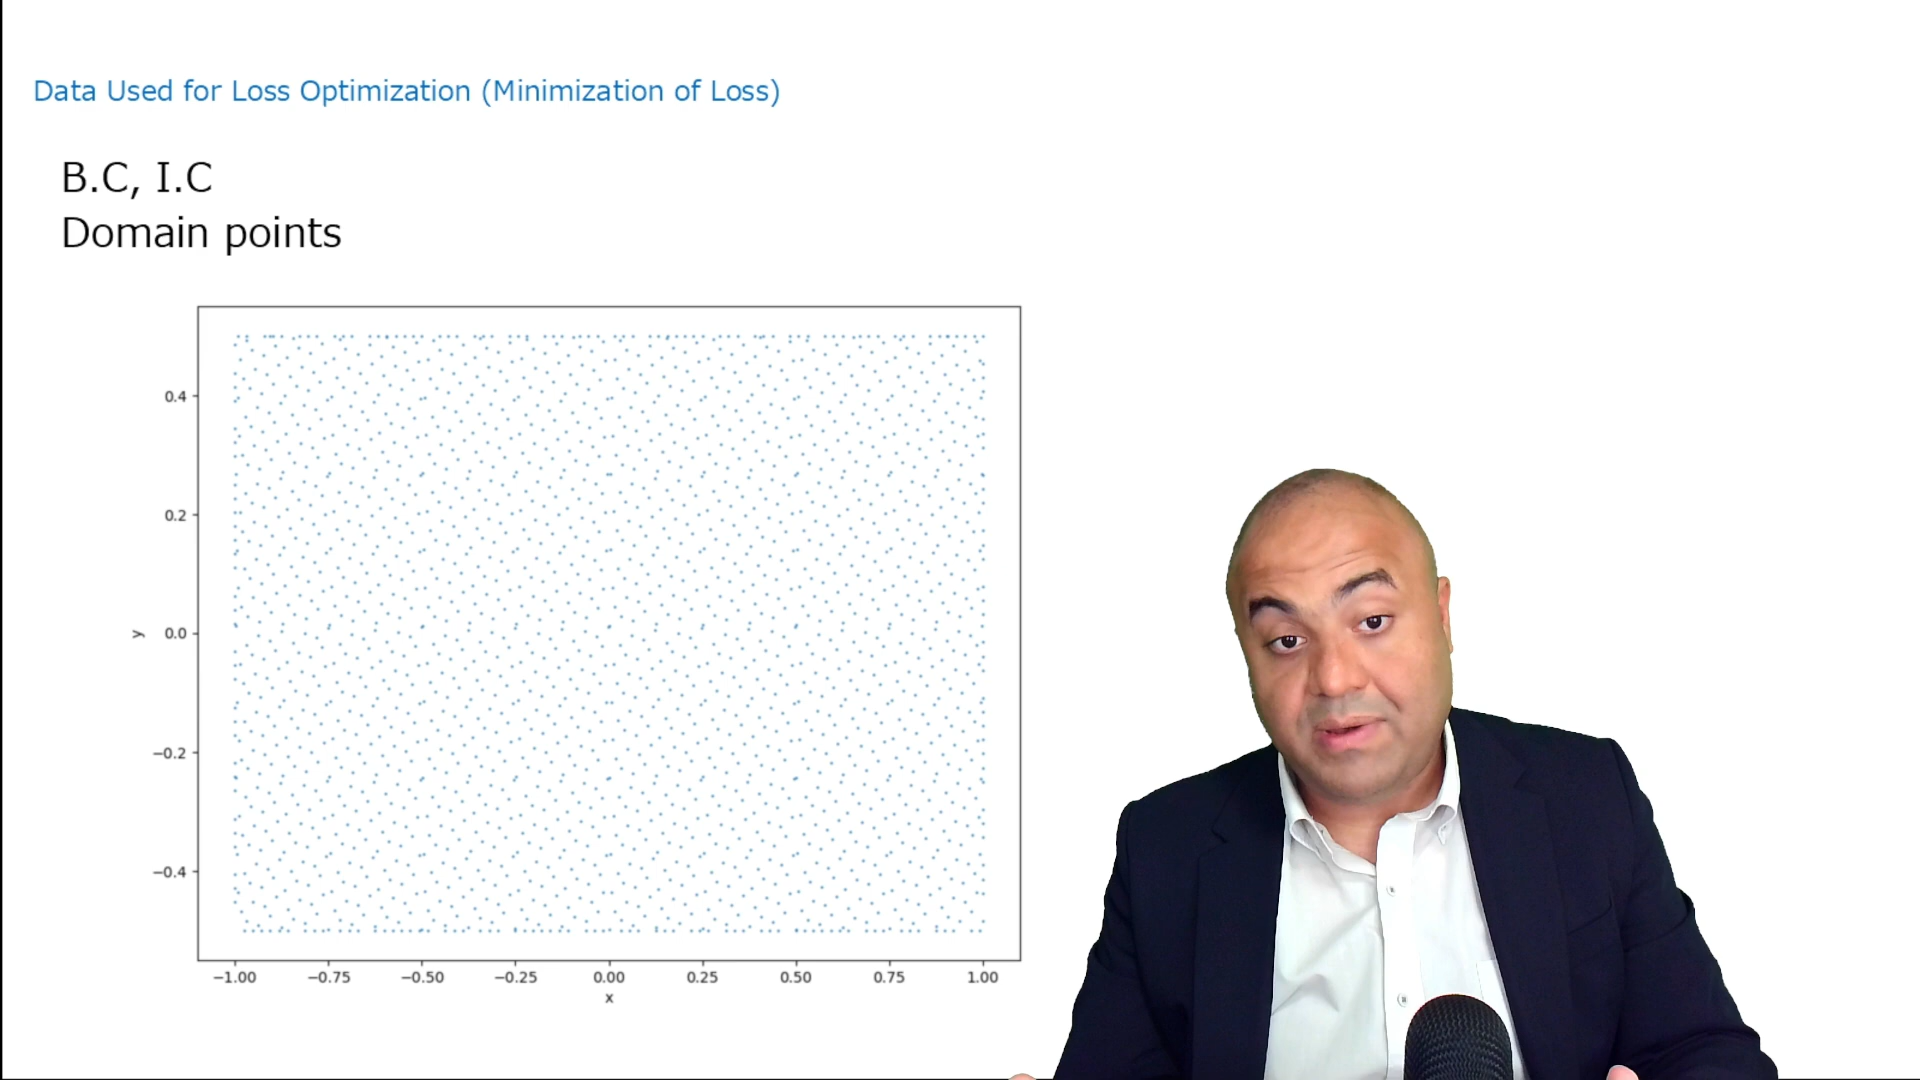 Data Used for Loss Optimization (Minimization of Loss)
B.C, I.C
Domain points
0.4
0.2
y
0.0
−0.2
−0.4
−1.00 −0.75 −0.50 −0.25 0.00 0.25 0.50 0.75 1.00
x